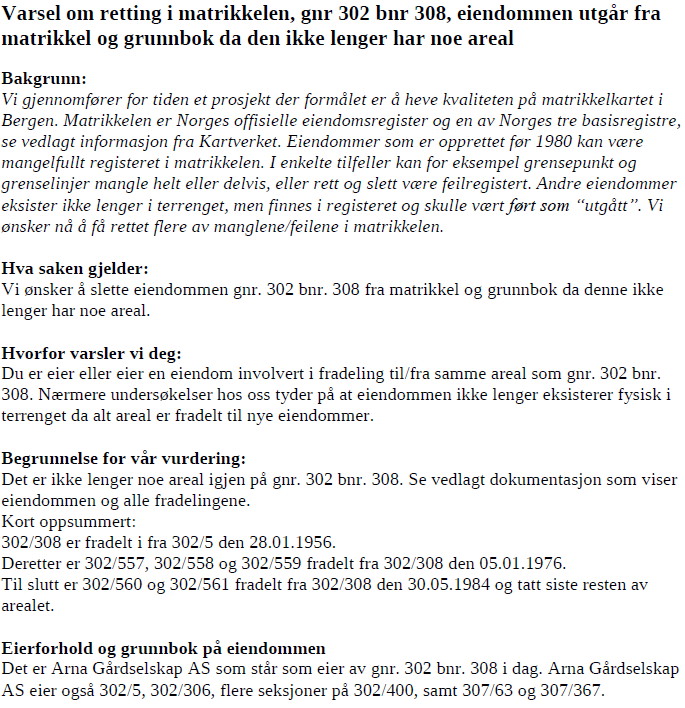 Varsel om retting i matrikkelen, gnr 302 bnr 308, eiendommen utgår fra
matrikkel og grunnbok da den ikke lenger har noe areal
Bakgrunn:
Vi gjennomfører for tiden et prosjekt der formålet er å heve kvaliteten på matrikkelkartet i
Bergen. Matrikkelen er Norges offisielle eiendomsregister og en av Norges tre basisregistre,
se vedlagt informasjon fra Kartverket. Eiendommer som er opprettet før 1980 kan være
mangelfullt registeret i matrikkelen. I enkelte tilfeller kan for eksempel grensepunkt og
grenselinjer mangle helt eller delvis, eller rett og slett være feilregistert. Andre eiendommer
eksister ikke lenger i terrenget, men finnes i registeret og skulle vært ført som “utgått”. Vi
ønsker nå å få rettet flere av manglene/feilene i matrikkelen.
Hva saken gjelder:
Vi ønsker å slette eiendommen gnr. 302 bnr. 308 fra matrikkel og grunnbok da denne ikke
lenger har noe areal.
Hvorfor varsler vi deg:
Du er eier eller eier en eiendom involvert i fradeling til/fra samme areal som gnr. 302 bnr.
308. Nærmere undersøkelser hos oss tyder på at eiendommen ikke lenger eksisterer fysisk i
terrenget da alt areal er fradelt til nye eiendommer.
Begrunnelse for vår vurdering:
Det er ikke lenger noe areal igjen på gnr. 302 bnr. 308. Se vedlagt dokumentasjon som viser
eiendommen og alle fradelingene.
Kort oppsummert:
302/308 er fradelt i fra 302/5 den 28.01.1956.
Deretter er 302/557, 302/558 og 302/559 fradelt fra 302/308 den 05.01.1976.
Til slutt er 302/560 og 302/561 fradelt fra 302/308 den 30.05.1984 og tatt siste resten av
arealet.
Eierforhold og grunnbok på eiendommen
Det er Arna Gårdselskap AS som står som eier av gnr. 302 bnr. 308 i dag. Arna Gårdselskap
AS eier også 302/5, 302/306, flere seksjoner på 302/400, samt 307/63 og 307/367.